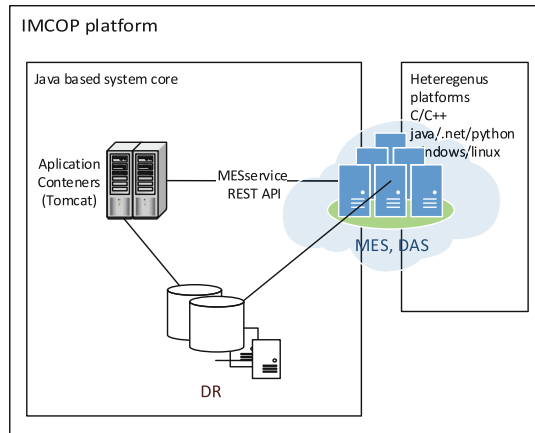 IMCOP platform
Java based system core
Heteregenus
platforms
C/C++
java/.net/python
windows/linux
Aplication
Conteners
(Tomcat)
MESservice
REST API
MES, DAS
DR